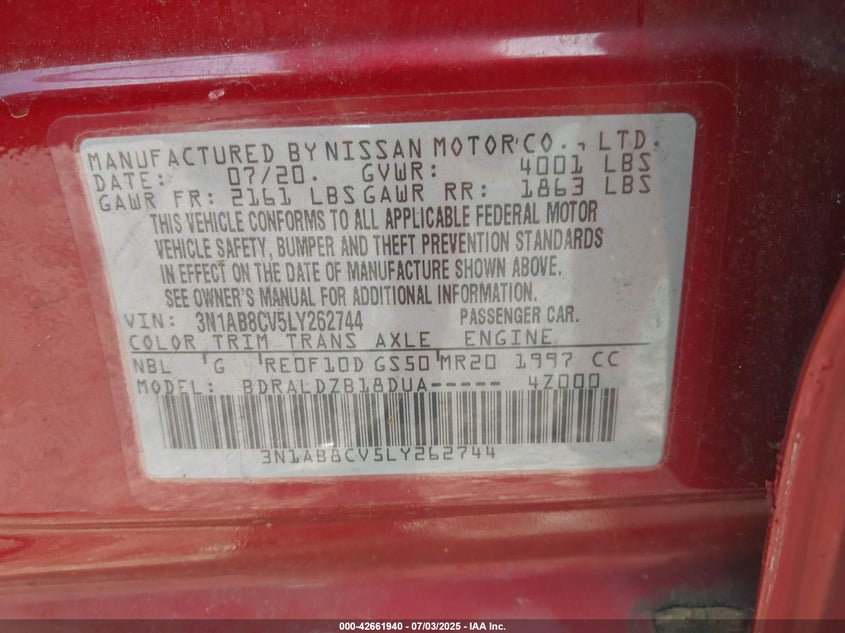 MANUFACTURED BY NISSAN MOTOR CO., LTD.
DATE: 07/20. GVWR: 4001 LBS
GAWR FR: 2161 LBS GAWR RR: 1863 LBS
THIS VEHICLE CONFORMS TO ALL APPLICABLE FEDERAL MOTOR
VEHICLE SAFETY, BUMPER AND THEFT PREVENTION STANDARDS
IN EFFECT ON THE DATE OF MANUFACTURE SHOWN ABOVE.
SEE OWNER'S MANUAL FOR ADDITIONAL INFORMATION.
VIN: 3N1AB8CV5LY262744 PASSENGER CAR.
COLOR TRIM TRANS AXLE ENGINE
NBL 'G 'RE0F10D GS50 MR20 1997 CC
MODEL: BDRALDZB18DUA----- 47000
3N1AB8CV5LY262744
000-42661940 - 07/03/2025 - IAA Inc.